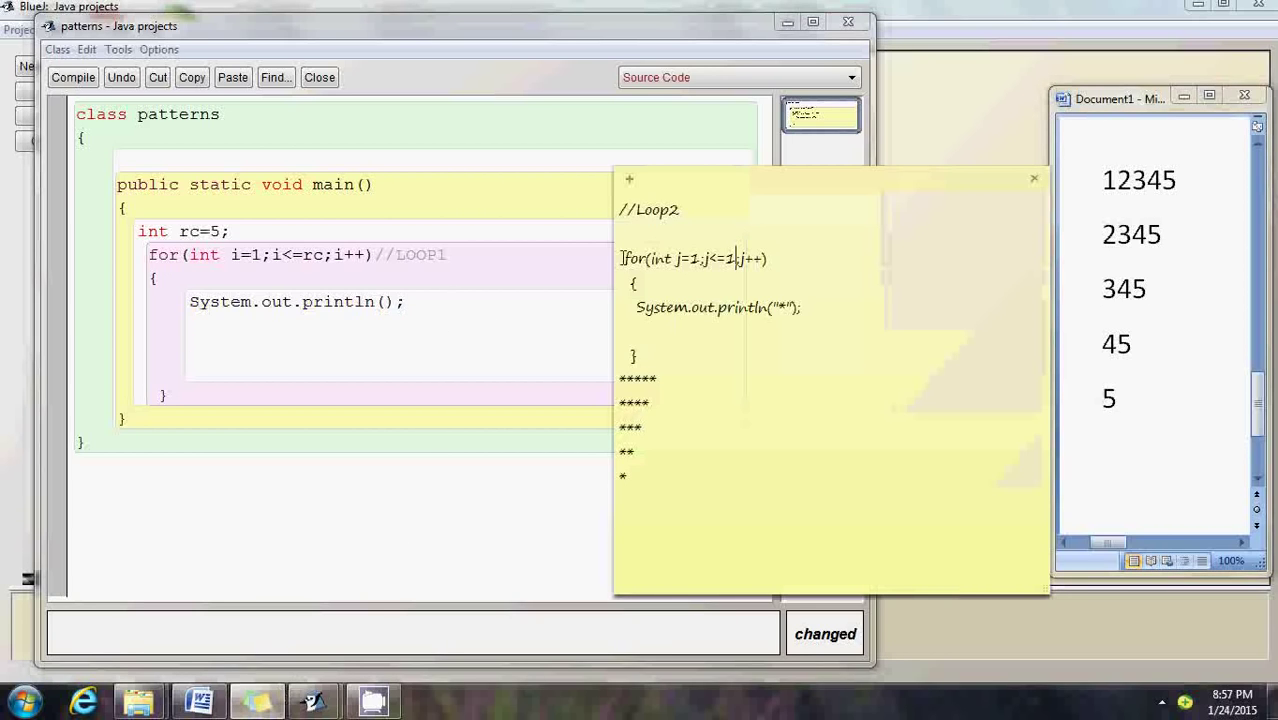 BlueJ: Java projects
Projec
patterns - Java projects
Class Edit Tools Options
Compile Undo Cut Copy Paste Find... Close
Source Code
class patterns
{
public static void main()
{
int rc=5;
for(int i=1;i<=rc;i++)//LOOP1
{
System.out.println();
}
}
}
changed
+
×
//Loop2
for(int j=1;j<=1;j++)
{
System.out.println("*");
}
*****
****
***
**
*
Document1 - Mi...
12345
2345
345
45
5
100%
8:57 PM
1/24/2015